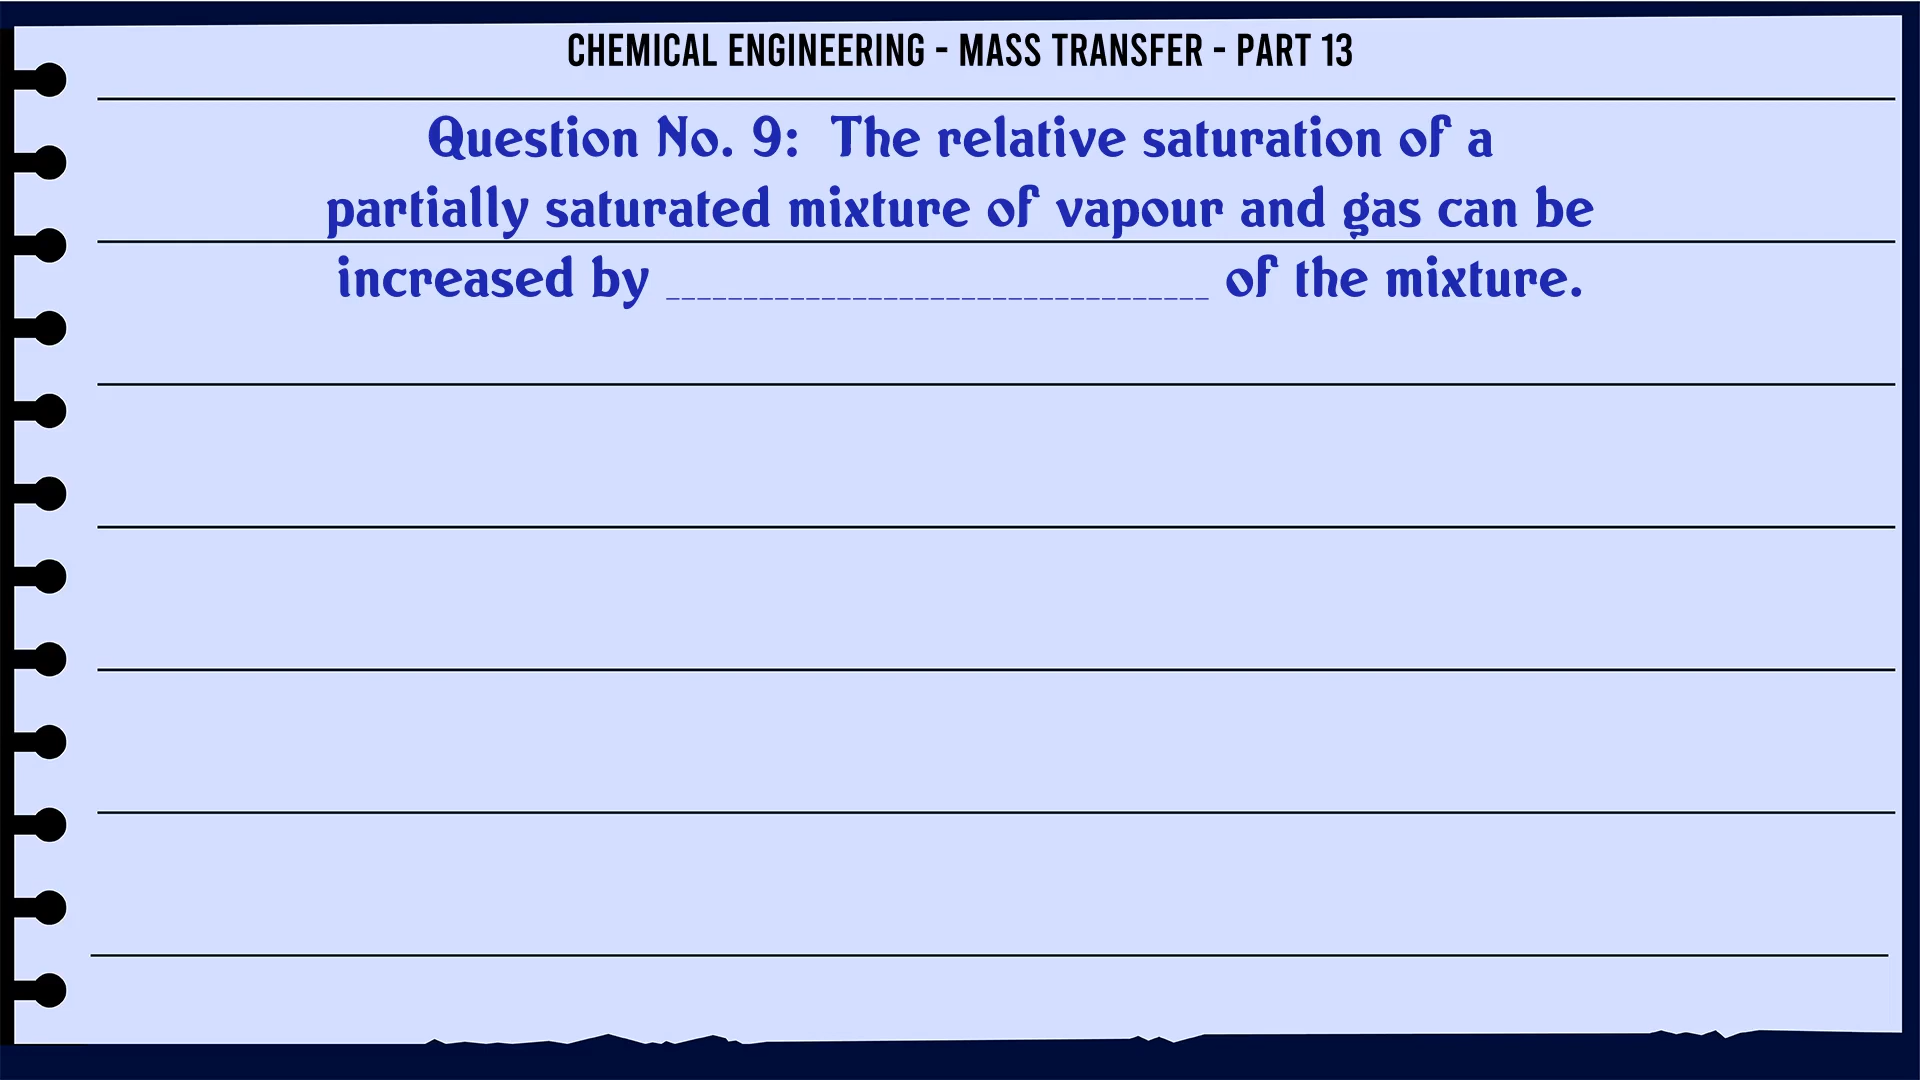 CHEMICAL ENGINEERING - MASS TRANSFER - PART 13
Question No. 9: The relative saturation of a
partially saturated mixture of vapour and gas can be
increased by ___________________________________ of the mixture.